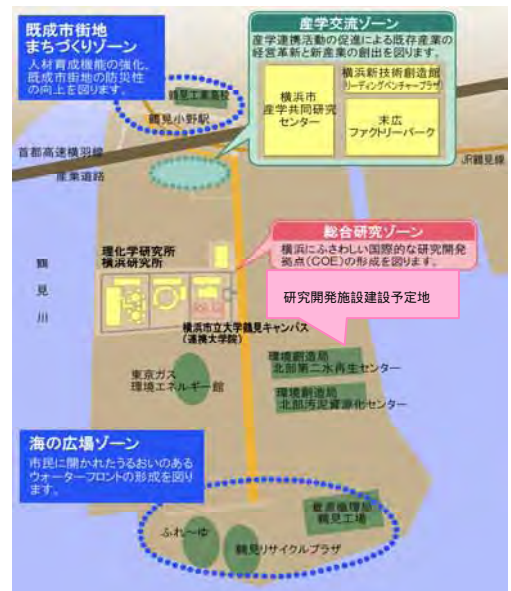 既成市街地
まちづくりゾーン
人材育成機能の強化、
既成市街地の防災性
の向上を図ります。
産学交流ゾーン
産学連携活動の促進による既存産業の
経営革新と新産業の創出を図ります。
横浜市
産学共同研究
センター
横浜新技術創造館
リーディングベンチャープラザ
末広
ファクトリーパーク
鶴見工業高校
鶴見小野駅
首都高速横羽線
産業道路
JR鶴見線
総合研究ゾーン
横浜にふさわしい国際的な研究開発
拠点(COE)の形成を図ります。
理化学研究所
横浜研究所
鶴見川
研究開発施設建設予定地
横浜市立大学鶴見キャンパス
(連携大学院)
東京ガス
環境エネルギー館
環境創造局
北部第二水再生センター
環境創造局
北部汚泥資源化センター
海の広場ゾーン
市民に開かれたうるおいのある
ウォーターフロントの形成を図り
ます。
資源循環局
鶴見工場
ふれ～ゆ
鶴見リサイクルプラザ